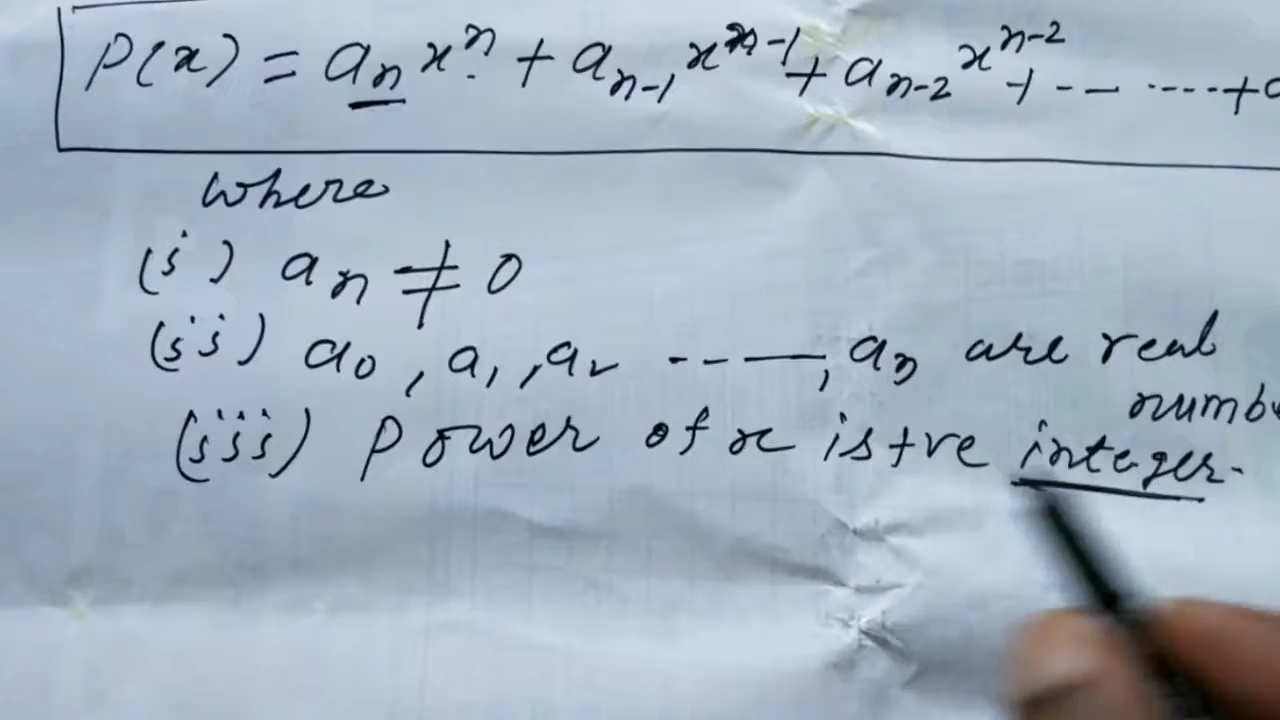 P(x) = aₙxⁿ + aₙ₋₁xⁿ⁻¹ + aₙ₋₂xⁿ⁻² + -- ---- +
where
(i) aₙ ≠ 0
(ii) a₀, a₁, a₂ ----, aₙ are real
numb
(iii) Power of x is +ve integer.